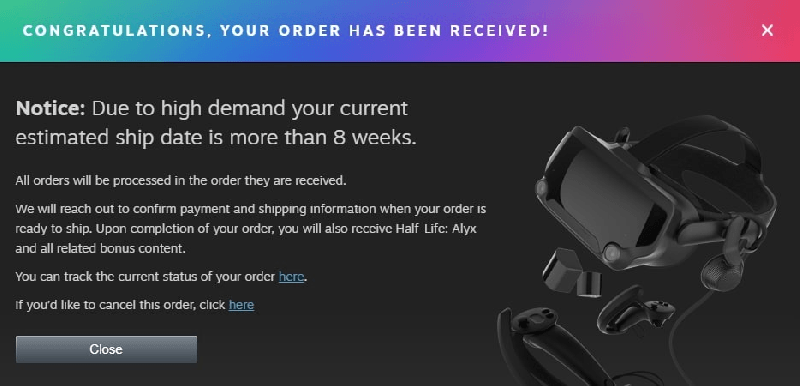 CONGRATULATIONS, YOUR ORDER HAS BEEN RECEIVED!
Notice: Due to high demand your current
estimated ship date is more than 8 weeks.
All orders will be processed in the order they are received.
We will reach out to confirm payment and shipping information when your order is
ready to ship. Upon completion of your order, you will also receive Half-Life: Alyx
and all related bonus content.
You can track the current status of your order here.
If you'd like to cancel this order, click here
Close